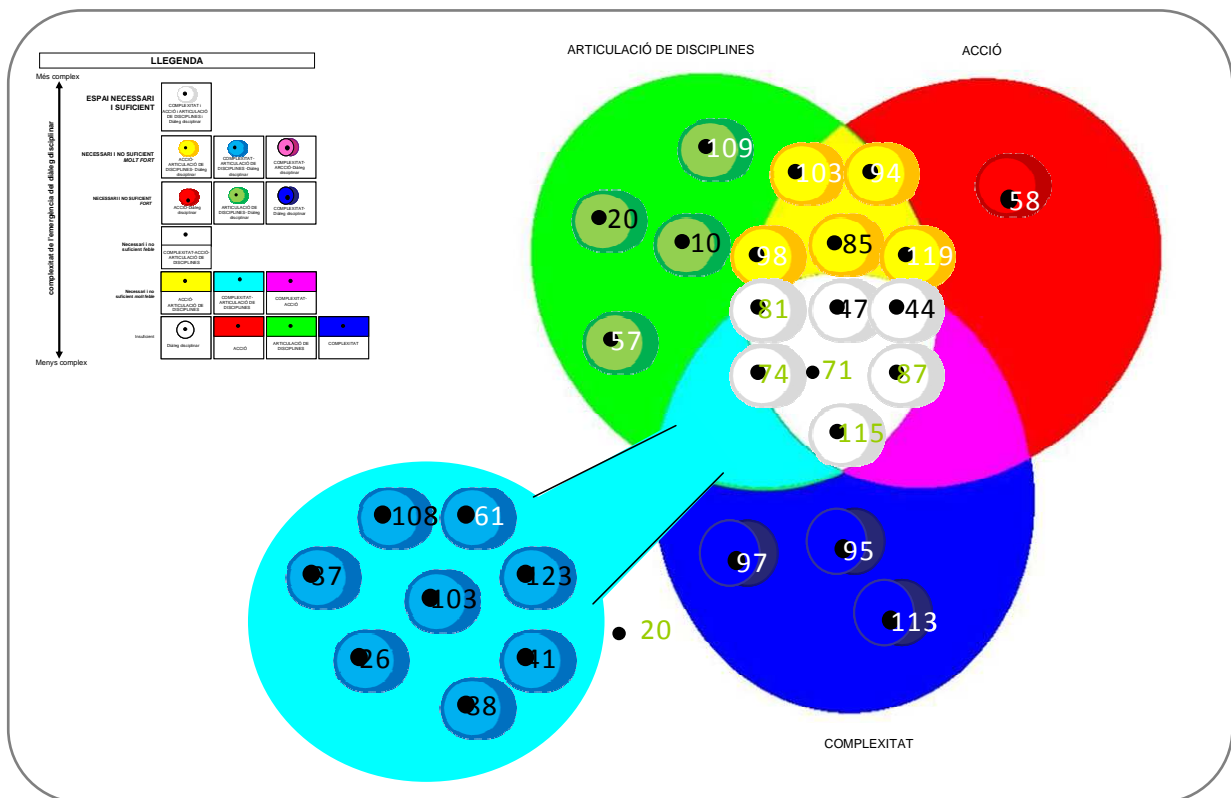 ARTICULACIÓ DE DISCIPLINES
ACCIÓ
LLEGENDA
Més complex
complexitat de l'emergència del diàleg disciplinar
Menys complex
ESPAI NECESSARI
I SUFICIENT
COMPLEXITAT I
ACCIÓ I ARTICULACIÓ
DE DISCIPLINES I
Diàleg disciplinar
NECESSARI I NO SUFICIENT
MOLT FORT
ACCIÓ-
ARTICULACIÓ DE
DISCIPLINES- Diàleg
disciplinar
COMPLEXITAT-
ARTICULACIÓ DE
DISCIPLINES-Diàleg
disciplinar
COMPLEXITAT-
ARCCIÓ-Diàleg
disciplinar
NECESSARI I NO SUFICIENT
FORT
ACCIÓ-Diàleg
disciplinar
ARTICULACIÓ DE
DISCIPLINES-Diàleg
disciplinar
COMPLEXITAT-
Diàleg disciplinar
Necessari i no
suficient feble
COMPLEXITAT-ACCIÓ-
ARTICULACIÓ DE
DISCIPLINES
Necessari i no
suficient molt feble
ACCIÓ-
ARTICULACIÓ DE
DISCIPLINES
COMPLEXITAT-
ARTICULACIÓ DE
DISCIPLINES
COMPLEXITAT-
ACCIÓ
Insuficient
Diàleg disciplinar
ACCIÓ
ARTICULACIÓ DE
DISCIPLINES
COMPLEXITAT
109
103
94
58
20
10
98
85
119
81
47
44
57
74
71
87
115
108
61
97
95
37
123
103
113
20
26
41
38
COMPLEXITAT